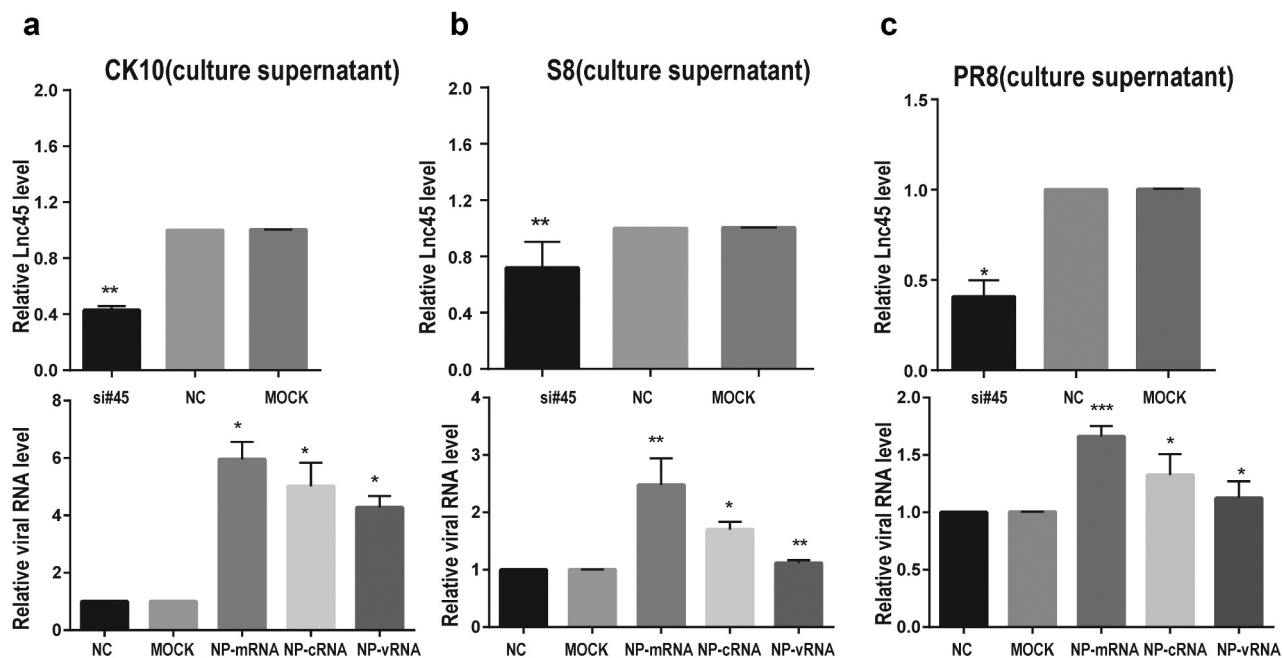 a
CK10(culture supernatant)
Relative Lnc45 level
2.0
1.6
1.2
0.8
0.4
0.0
**
si#45 NC MOCK
Relative viral RNA level
8
6
4
2
0
*
*
*
NC MOCK NP-mRNA NP-cRNA NP-vRNA
b
S8(culture supernatant)
Relative Lnc45 level
2.0
1.6
1.2
0.8
0.4
0.0
**
si#45 NC MOCK
Relative viral RNA level
4
3
2
1
0
**
*
**
NC MOCK NP-mRNA NP-cRNA NP-vRNA
c
PR8(culture supernatant)
Relative Lnc45 level
1.5
1.0
0.5
0.0
*
si#45 NC MOCK
Relative viral RNA level
2.0
1.5
1.0
0.5
0.0
***
*
*
NC MOCK NP-mRNA NP-cRNA NP-vRNA